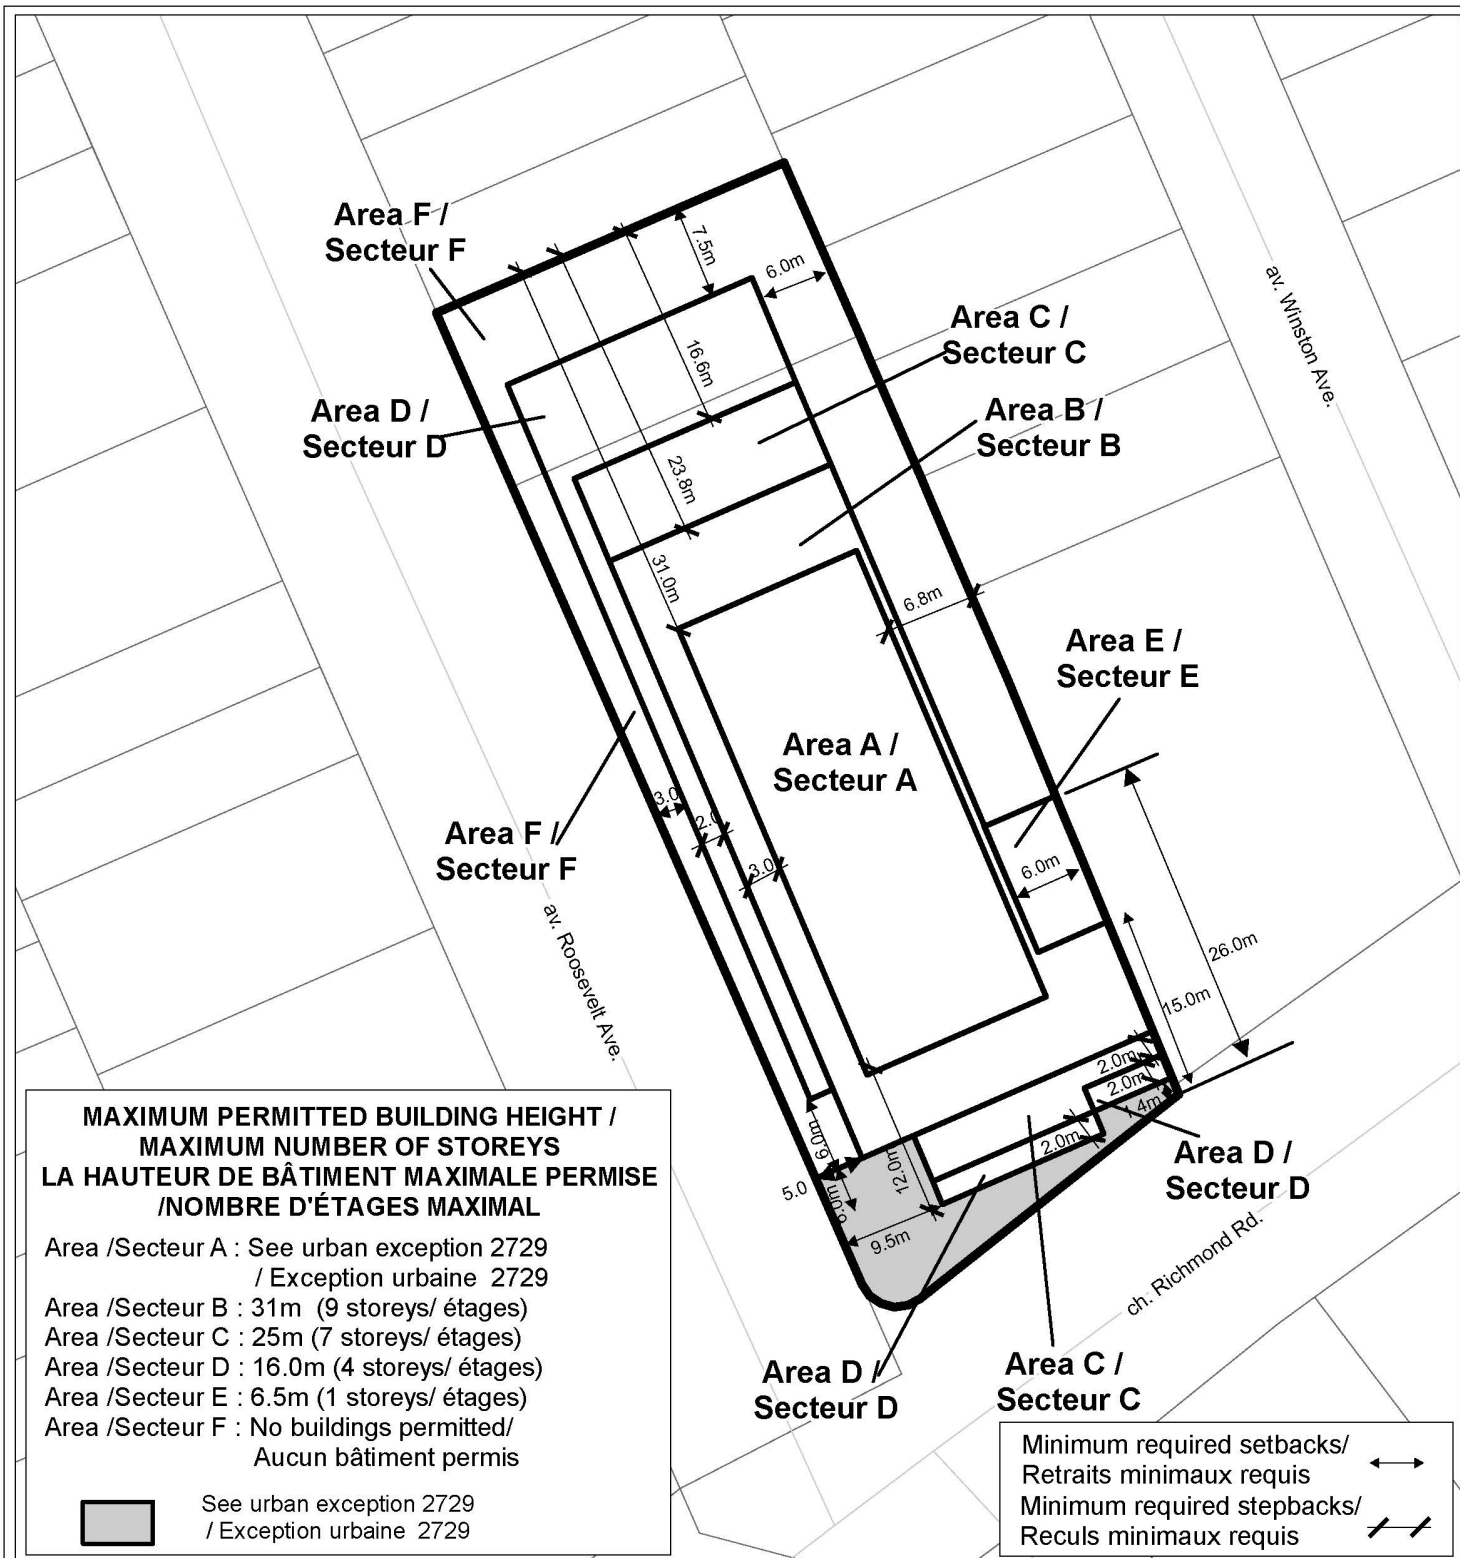 Area F /
Secteur F
7.5m
6.0m
av. Winston Ave.
Area C /
Secteur C
16.6m
Area D /
Secteur D
Area B /
Secteur B
23.8m
31.0m
6.8m
Area E /
Secteur E
Area A /
Secteur A
3.0
2.0
3.0
Area F /
Secteur F
6.0m
26.0m
15.0m
av. Roosevelt Ave.
2.0m
2.0m
1.4m
2.0m
6.0m
5.0
6.0m
12.0m
9.5m
Area D /
Secteur D
ch. Richmond Rd.
Area D /
Secteur D
Area C /
Secteur C
MAXIMUM PERMITTED BUILDING HEIGHT /
MAXIMUM NUMBER OF STOREYS
LA HAUTEUR DE BÂTIMENT MAXIMALE PERMISE
/NOMBRE D'ÉTAGES MAXIMAL
Area /Secteur A : See urban exception 2729
/ Exception urbaine 2729
Area /Secteur B : 31m (9 storeys/ étages)
Area /Secteur C : 25m (7 storeys/ étages)
Area /Secteur D : 16.0m (4 storeys/ étages)
Area /Secteur E : 6.5m (1 storeys/ étages)
Area /Secteur F : No buildings permitted/
Aucun bâtiment permis
See urban exception 2729
/ Exception urbaine 2729
Minimum required setbacks/
Retraits minimaux requis
Minimum required stepbacks/
Reculs minimaux requis